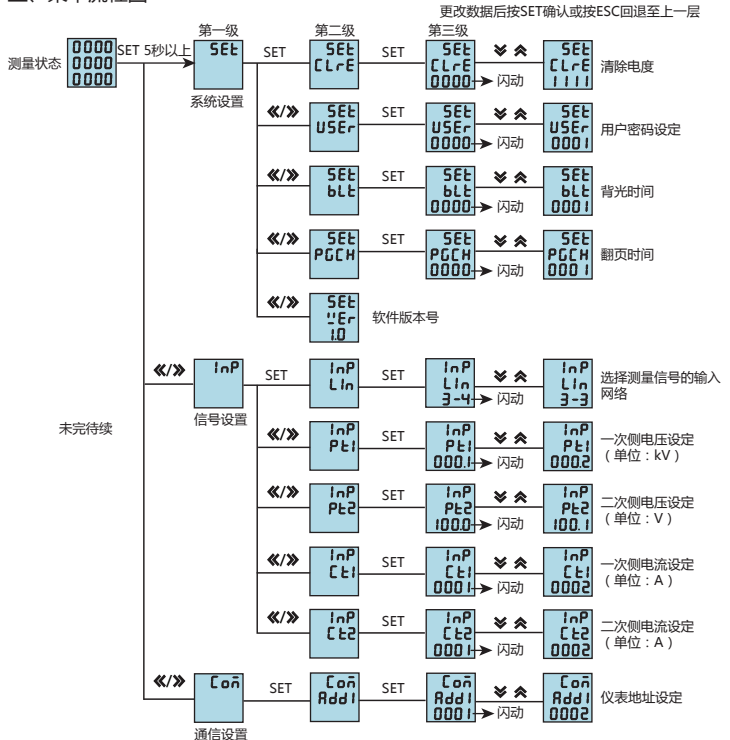 更改数据后按SET确认或按ESC回退至上一层
第一级 第二级 第三级
测量状态 0000 0000 0000 SET 5秒以上 SEt SET SEt CLrE SET SEt CLrE 0000 闪动 SEt CLrE 1111 清除电度
系统设置
《/》 SEt USEr SET SEt USEr 0000 闪动 SEt USEr 0001 用户密码设定
《/》 SEt bLt SET SEt bLt 0000 闪动 SEt bLt 0001 背光时间
《/》 SEt PGCH SET SEt PGCH 0000 闪动 SEt PGCH 0001 翻页时间
《/》 SEt Er 1.0 软件版本号
《/》 InP SET InP LIn SET InP LIn 3-4 闪动 InP LIn 3-3 选择测量信号的输入
网络
信号设置
未完待续
《/》 InP Pt1 SET InP Pt1 000.1 闪动 InP Pt1 000.2 一次侧电压设定
（单位：kV）
《/》 InP Pt2 SET InP Pt2 100.0 闪动 InP Pt2 100.1 二次侧电压设定
（单位：V）
《/》 InP Ct1 SET InP Ct1 0001 闪动 InP Ct1 0002 一次侧电流设定
（单位：A）
《/》 InP Ct2 SET InP Ct2 0001 闪动 InP Ct2 0002 二次侧电流设定
（单位：A）
《/》 Con SET Con Add1 SET Con Add1 0001 闪动 Con Add1 0002 仪表地址设定
通信设置